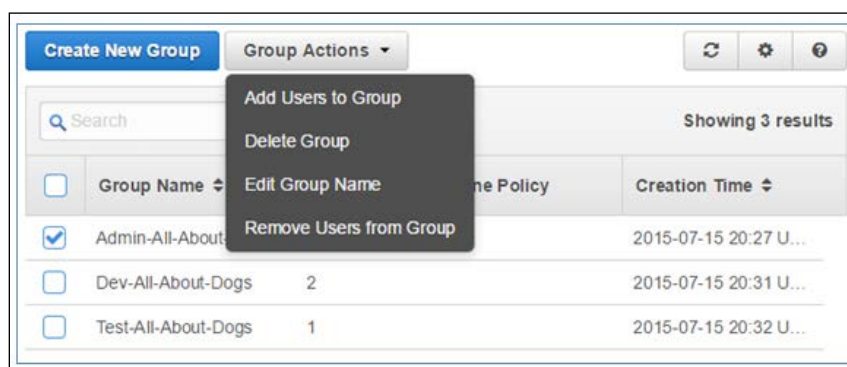 Create New Group Group Actions
Add Users to Group
Search Showing 3 results
Delete Group
Group Name Edit Group Name ne Policy Creation Time
Remove Users from Group
Admin-All-About- 2015-07-15 20:27 U...
Dev-All-About-Dogs 2 2015-07-15 20:31 U...
Test-All-About-Dogs 1 2015-07-15 20:32 U...